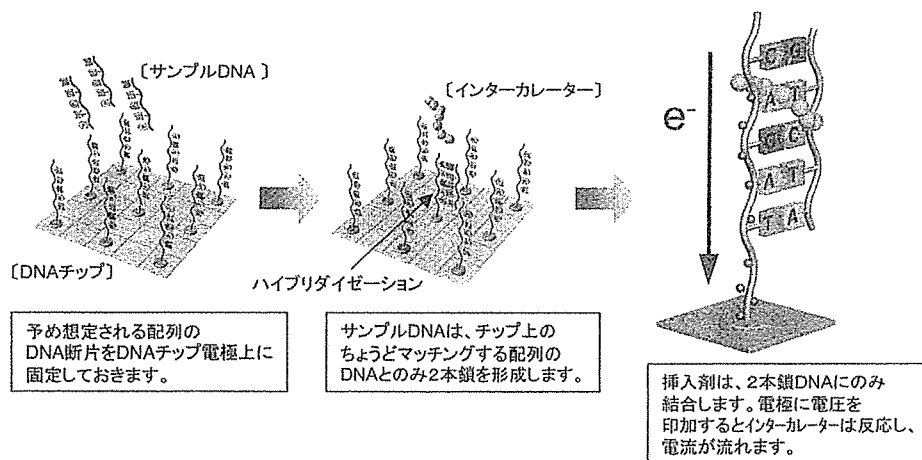 〔サンプルDNA 〕
〔DNAチップ〕
予め想定される配列の
DNA断片をDNAチップ電極上に
固定しておきます。
〔インターカレーター〕
ハイブリダイゼーション
サンプルDNAは、チップ上の
ちょうどマッチングする配列の
DNAとのみ2本鎖を形成します。
e⁻
C G
A T
G C
A T
T A
挿入剤は、2本鎖DNAにのみ
結合します。電極に電圧を
印加するとインターカレーターは反応し、
電流が流れます。